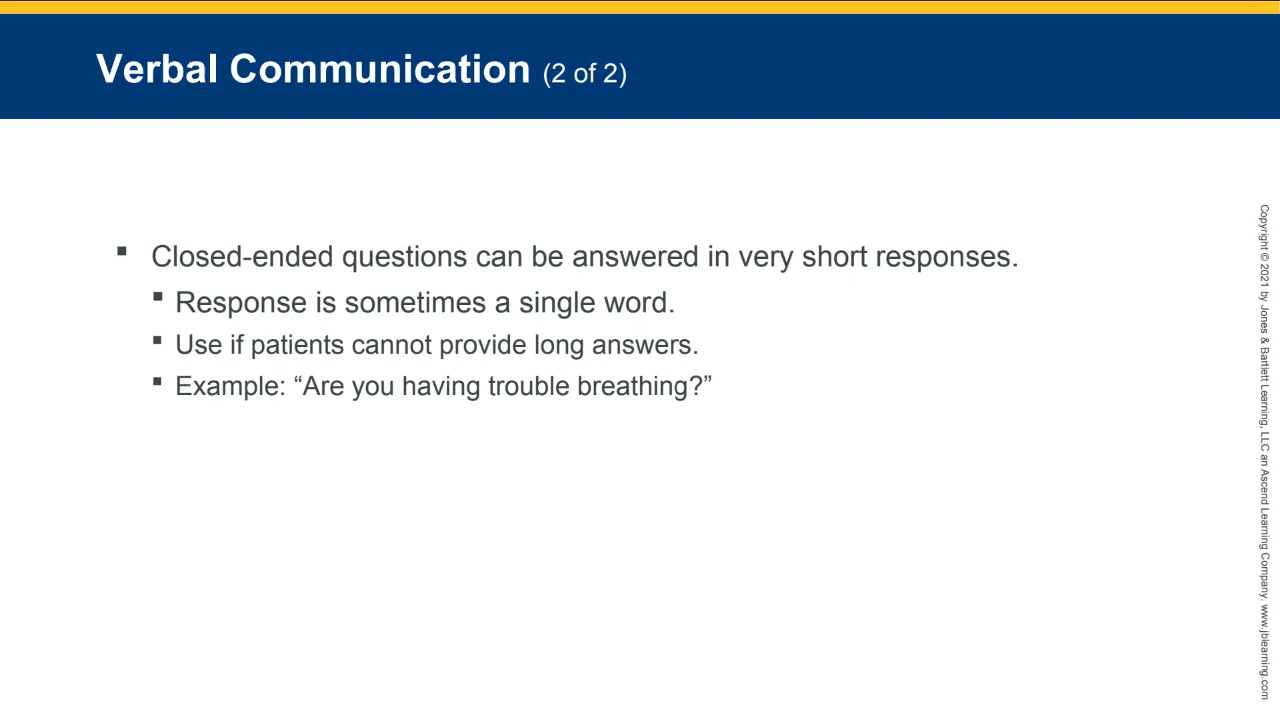 Verbal Communication (2 of 2)
▪ Closed-ended questions can be answered in very short responses.
▪ Response is sometimes a single word.
▪ Use if patients cannot provide long answers.
▪ Example: “Are you having trouble breathing?”
Copyright © 2021 by Jones & Bartlett Learning, LLC an Ascend Learning Company. www.jblearning.com